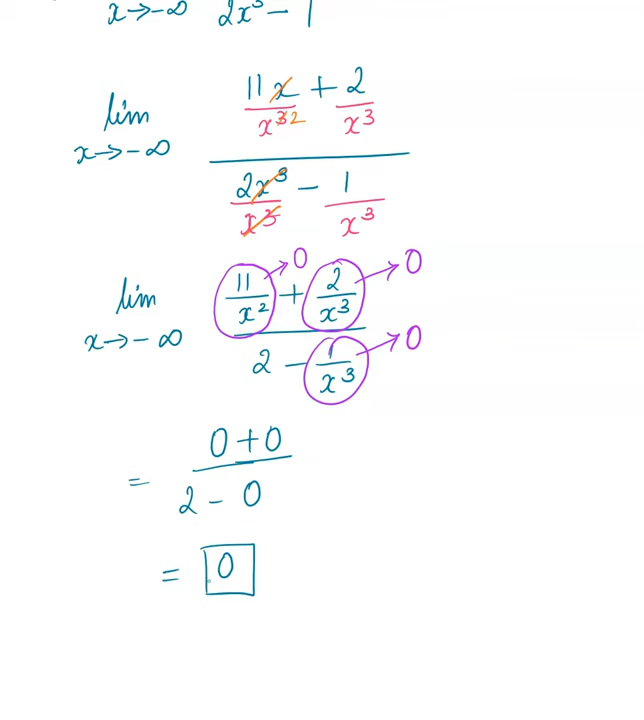 x→−∞ 2x³ − 1
lim x→−∞ (11x/x³2 + 2/x³) / (2x³/x³ − 1/x³)
lim x→−∞ (11/x² + 2/x³) / (2 − 1/x³) →0 →0 →0
= (0 + 0) / (2 − 0)
= 0